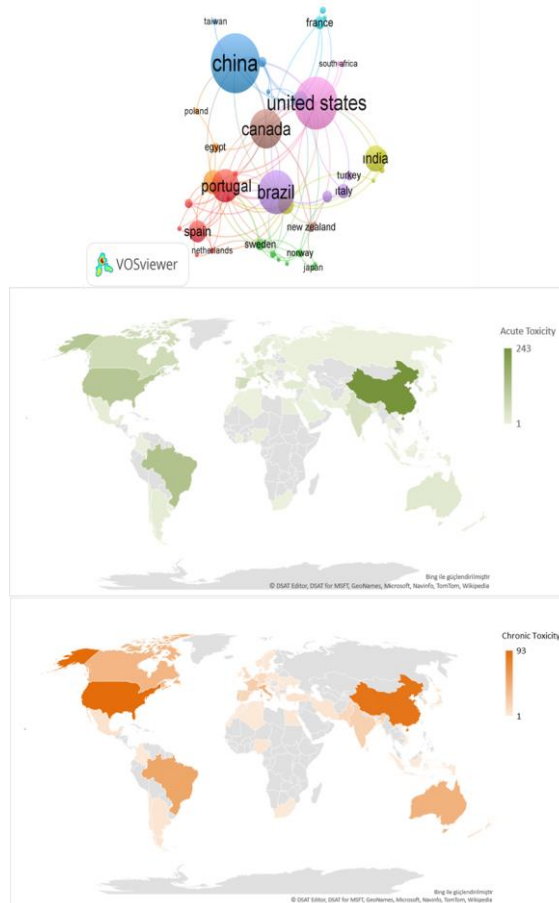 taiwan
france
china
south africa
united states
poland
canada
egypt
india
turkey
portugal
brazil
italy
new zealand
spain
netherlands
sweden
norway
japan
VOSviewer
Acute Toxicity
243
1
Bing ile güçlendirilmiştir
© DSAT Editor, DSAT for MSFT, GeoNames, Microsoft, Navinfo, TomTom, Wikipedia
Chronic Toxicity
93
1
Bing ile güçlendirilmiştir
© DSAT Editor, DSAT for MSFT, GeoNames, Microsoft, Navinfo, TomTom, Wikipedia